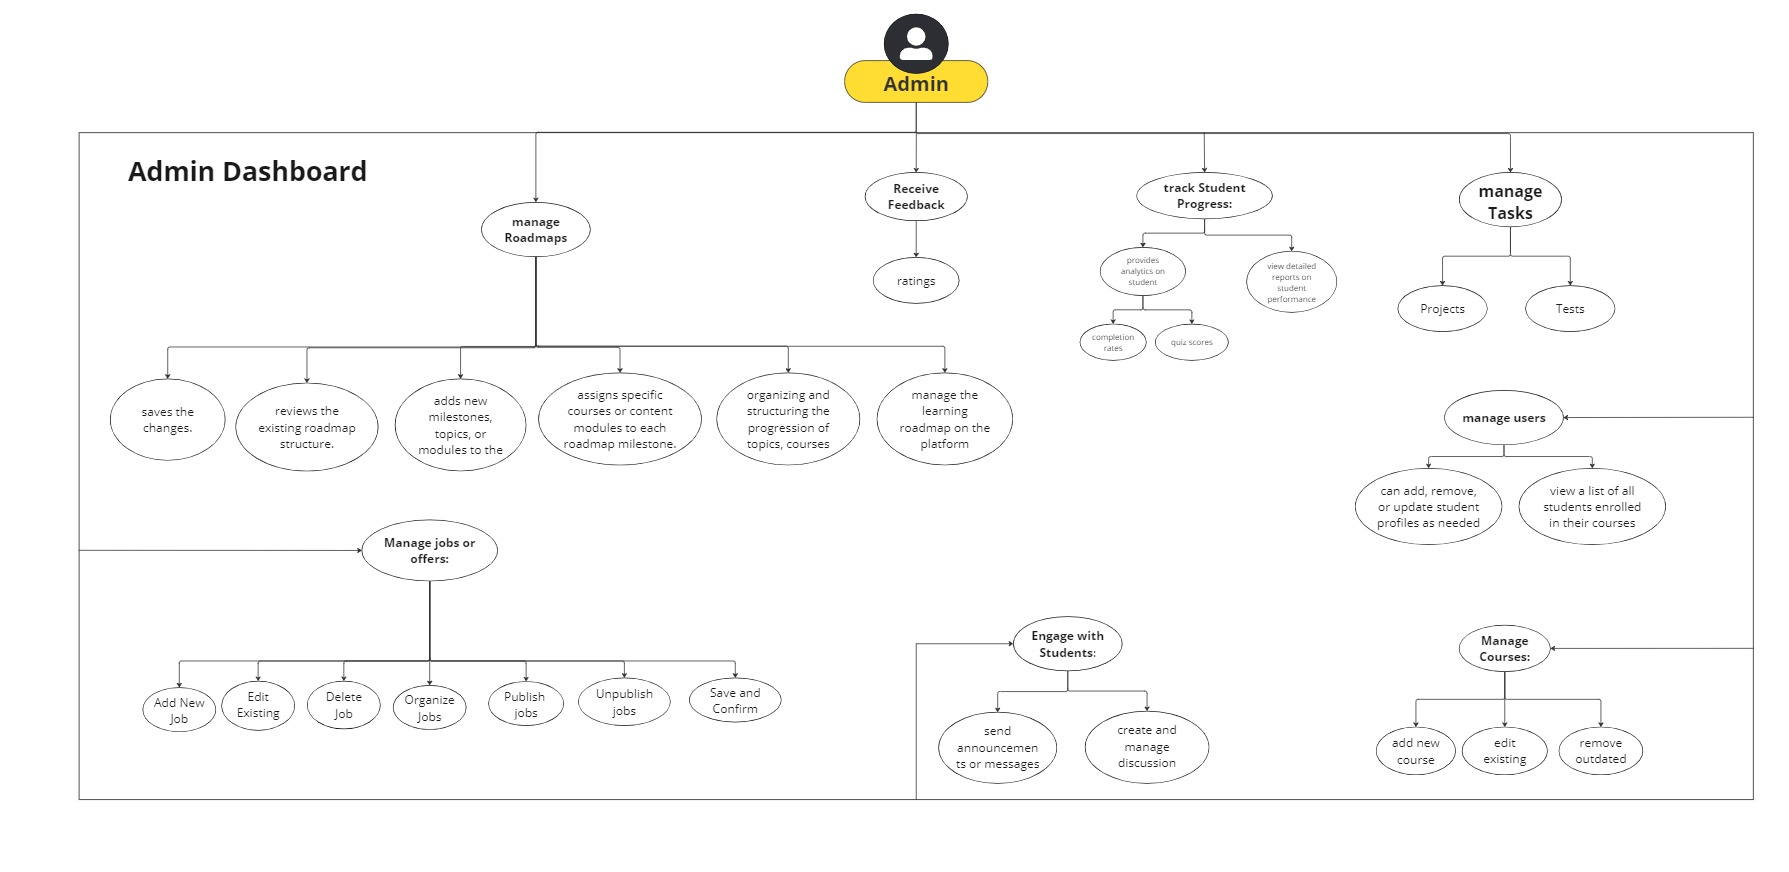 Admin
Admin Dashboard
manage
Roadmaps
Receive
Feedback
track Student
Progress:
manage
Tasks
ratings
provides
analytics on
student
view detailed
reports on
student
performance
completion
rates
quiz scores
Projects
Tests
saves the
changes.
reviews the
existing roadmap
structure.
adds new
milestones,
topics, or
modules to the
assigns specific
courses or content
modules to each
roadmap milestone.
organizing and
structuring the
progression of
topics, courses
manage the
learning
roadmap on the
platform
manage users
can add, remove,
or update student
profiles as needed
view a list of all
students enrolled
in their courses
Manage jobs or
offers:
Add New
Job
Edit
Existing
Delete
Job
Organize
Jobs
Publish
jobs
Unpublish
jobs
Save and
Confirm
Engage with
Students:
send
announcemen
ts or messages
create and
manage
discussion
Manage
Courses:
add new
course
edit
existing
remove
outdated